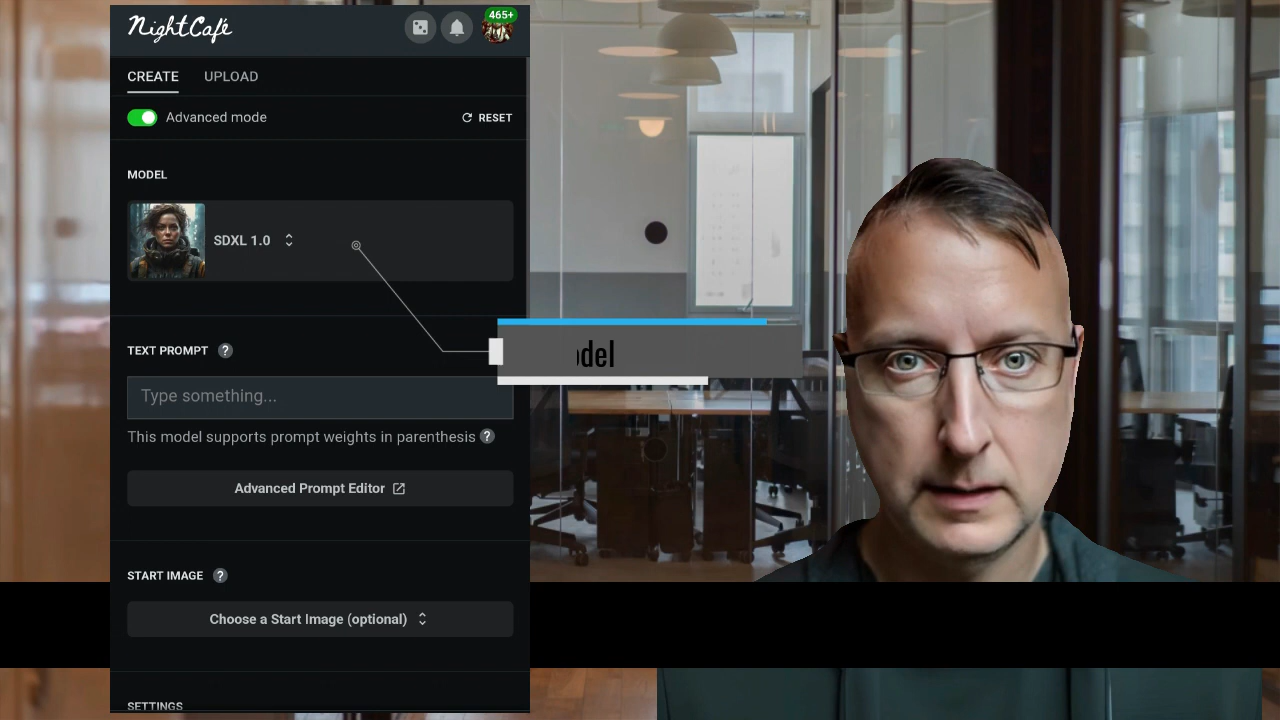 NightCafé
465+
CREATE UPLOAD
Advanced mode
RESET
MODEL
SDXL 1.0
TEXT PROMPT ?
Type something...
This model supports prompt weights in parenthesis ?
Advanced Prompt Editor
START IMAGE ?
Choose a Start Image (optional)
SETTINGS